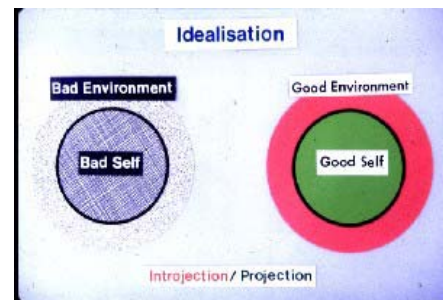 Idealisation
Bad Environment
Good Environment
Bad Self
Good Self
Introjection/Projection